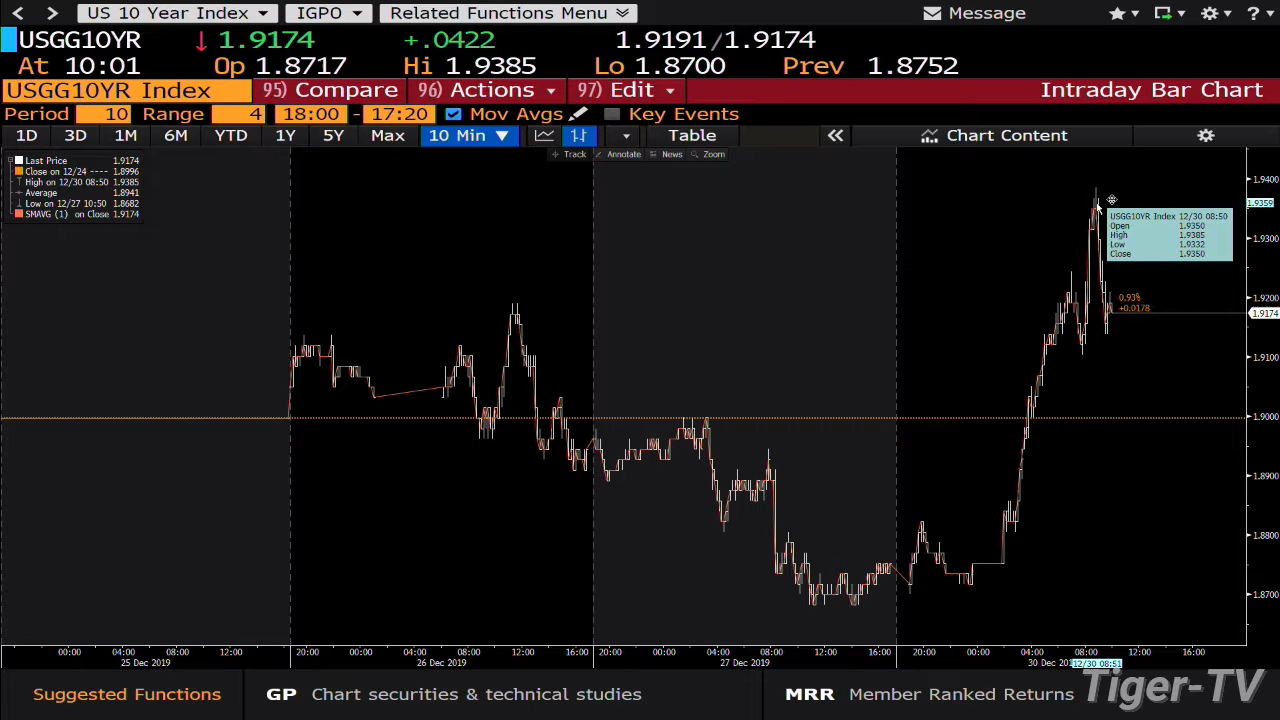 US 10 Year Index IGPO Related Functions Menu Message
USGG10YR ↓ 1.9174 +.0422 1.9191/1.9174
At 10:01 Op 1.8717 Hi 1.9385 Lo 1.8700 Prev 1.8752
USGG10YR Index 95) Compare 96) Actions 97) Edit Intraday Bar Chart
Period 10 Range 4 18:00 - 17:20 Mov Avgs Key Events
1D 3D 1M 6M YTD 1Y 5Y Max 10 Min ▼ Table « Chart Content
Track Annotate News Zoom
Last Price 1.9174
Close on 12/24 ---- 1.8996
High on 12/30 08:50 1.9385
Average 1.8941
Low on 12/27 10:50 1.8682
SMAVG (1) on Close 1.9174
1.9400
1.9359
USGG10YR Index 12/30 08:50
Open 1.9350
High 1.9385
Low 1.9332
Close 1.9350
1.9300
0.93%
+0.0178
1.9200
1.9174
1.9100
1.9000
1.8900
1.8800
1.8700
00:00 04:00 08:00 12:00 20:00 04:00 08:00 12:00 16:00 20:00 04:00 08:00 12:00 16:00 20:00 00:00 04:00 08:00 12:00 16:00
25 Dec 2019 26 Dec 2019 27 Dec 2019 30 Dec 12/30 08:51
Suggested Functions GP Chart securities & technical studies MRR Member Ranked Returns
Tiger-TV